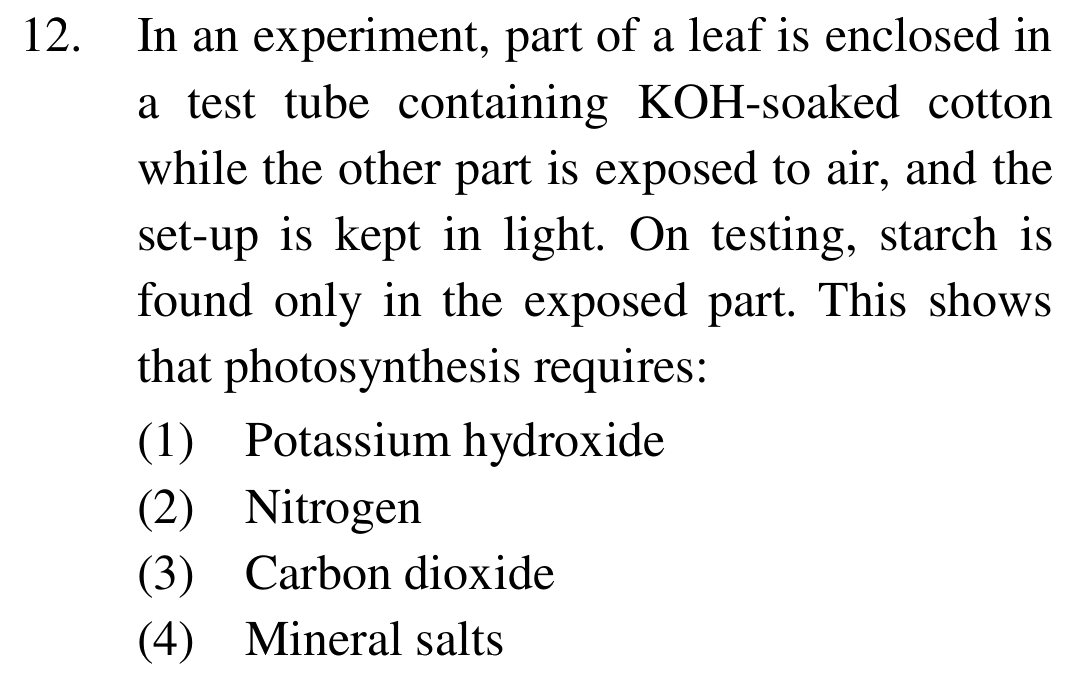 12. In an experiment, part of a leaf is enclosed in
a test tube containing KOH-soaked cotton
while the other part is exposed to air, and the
set-up is kept in light. On testing, starch is
found only in the exposed part. This shows
that photosynthesis requires:
(1) Potassium hydroxide
(2) Nitrogen
(3) Carbon dioxide
(4) Mineral salts